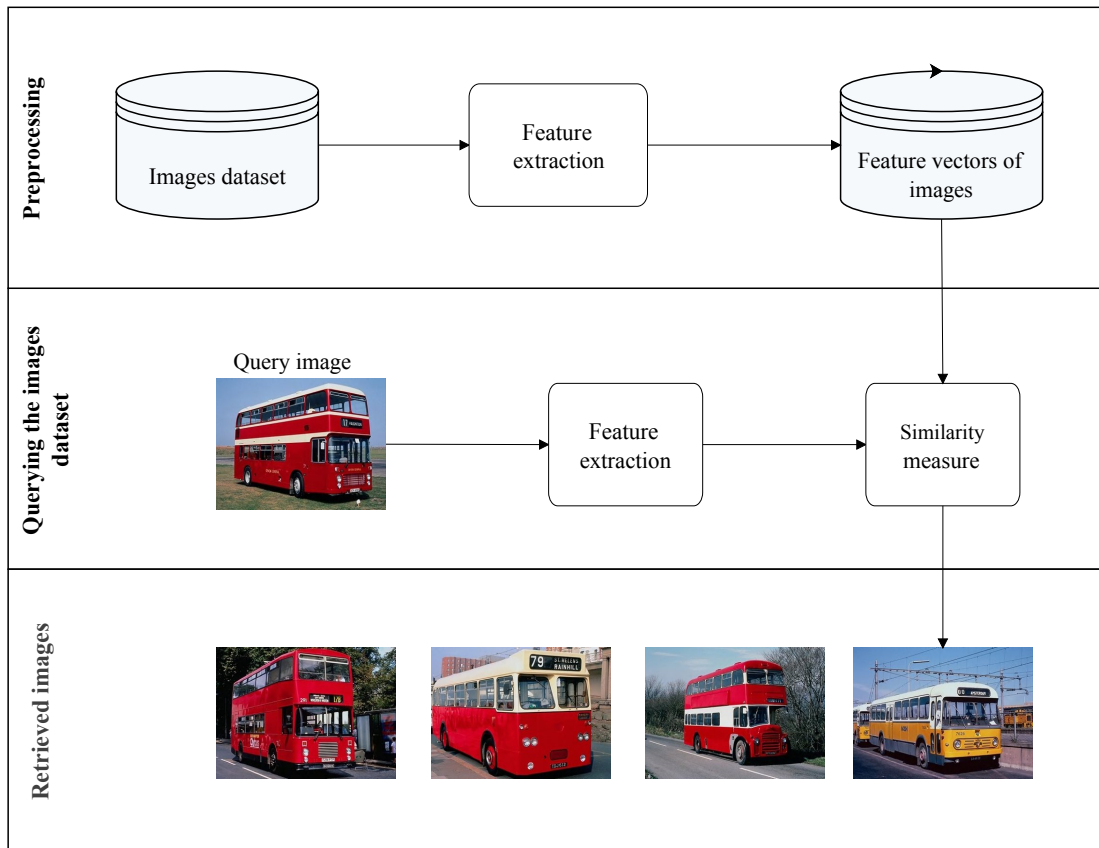 Preprocessing
Images dataset
Feature
extraction
Feature vectors of
images
Querying the images
dataset
Query image
Feature
extraction
Similarity
measure
Retrieved images
79
ST HELENS
RAINHILL